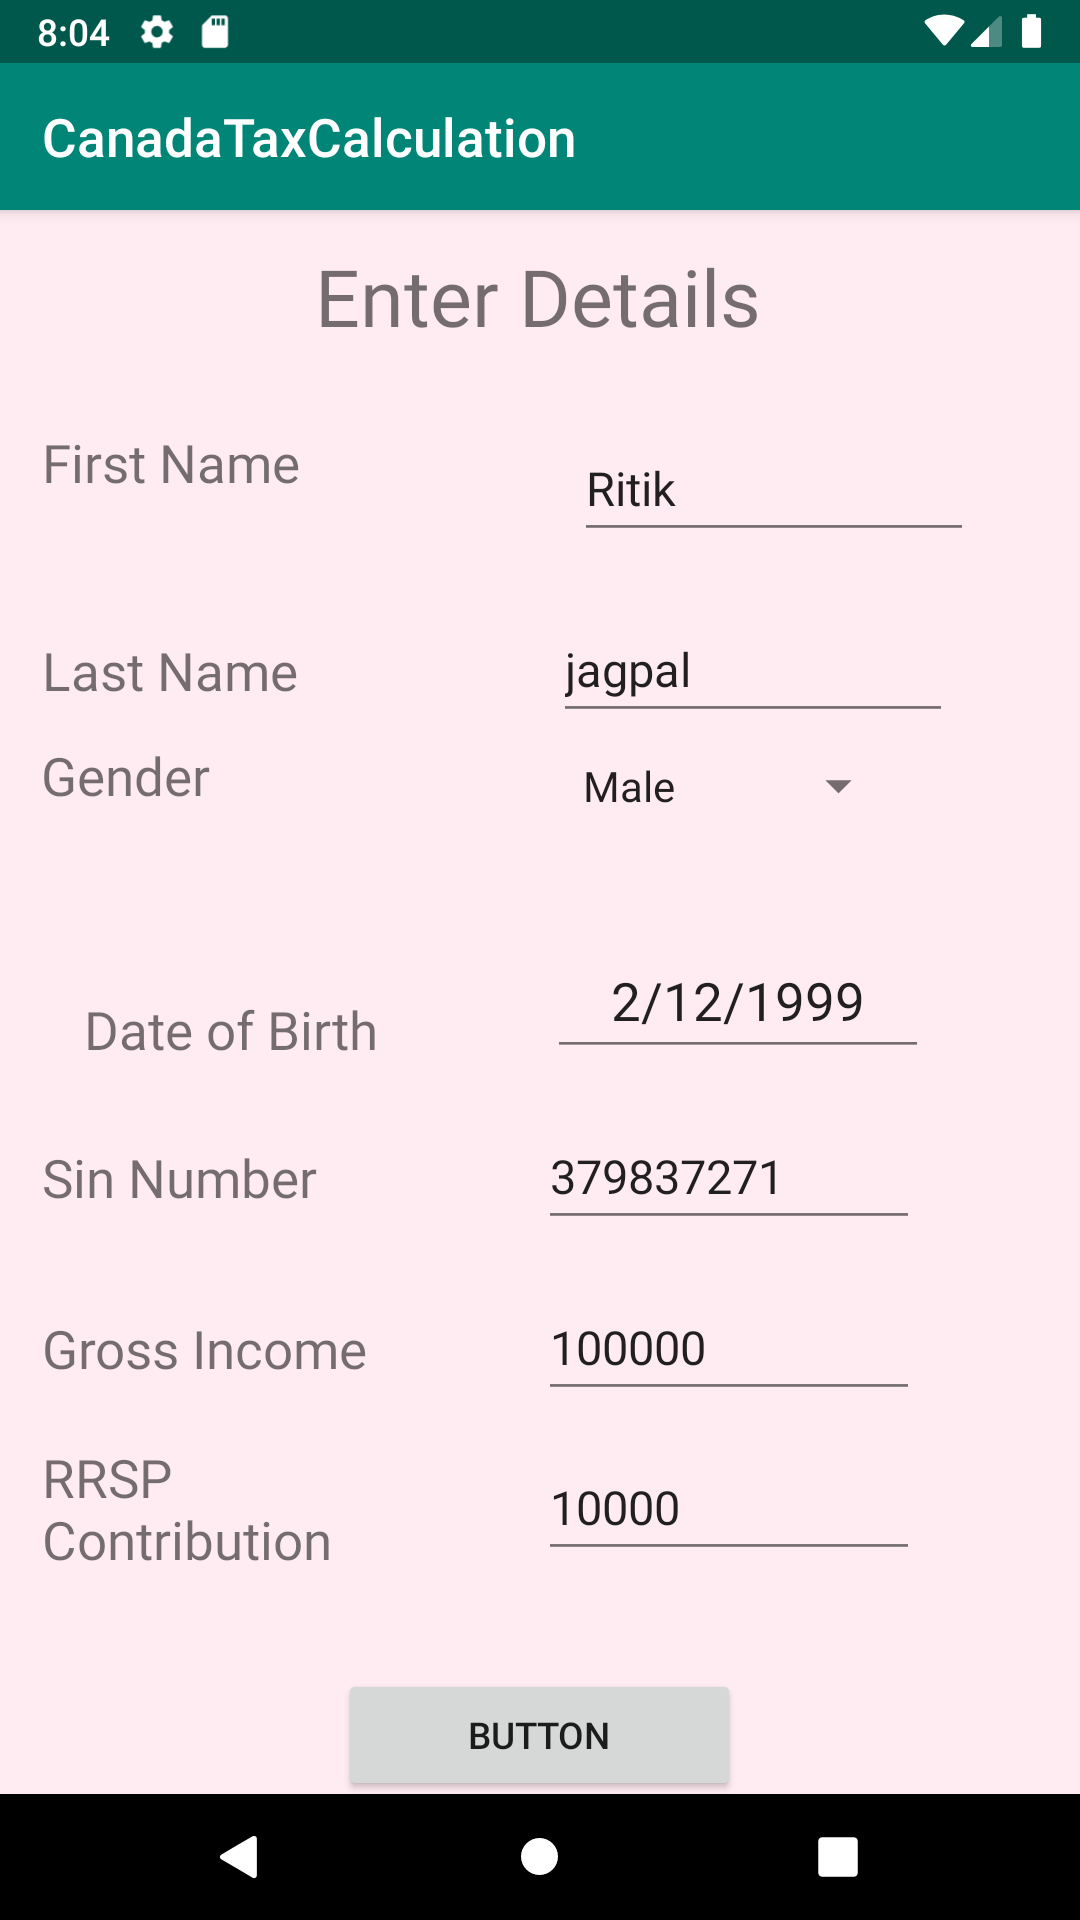 8:04
CanadaTaxCalculation
Enter Details
First Name
Ritik
Last Name
jagpal
Gender
Male
Date of Birth
2/12/1999
Sin Number
379837271
Gross Income
100000
RRSP
Contribution
10000
BUTTON